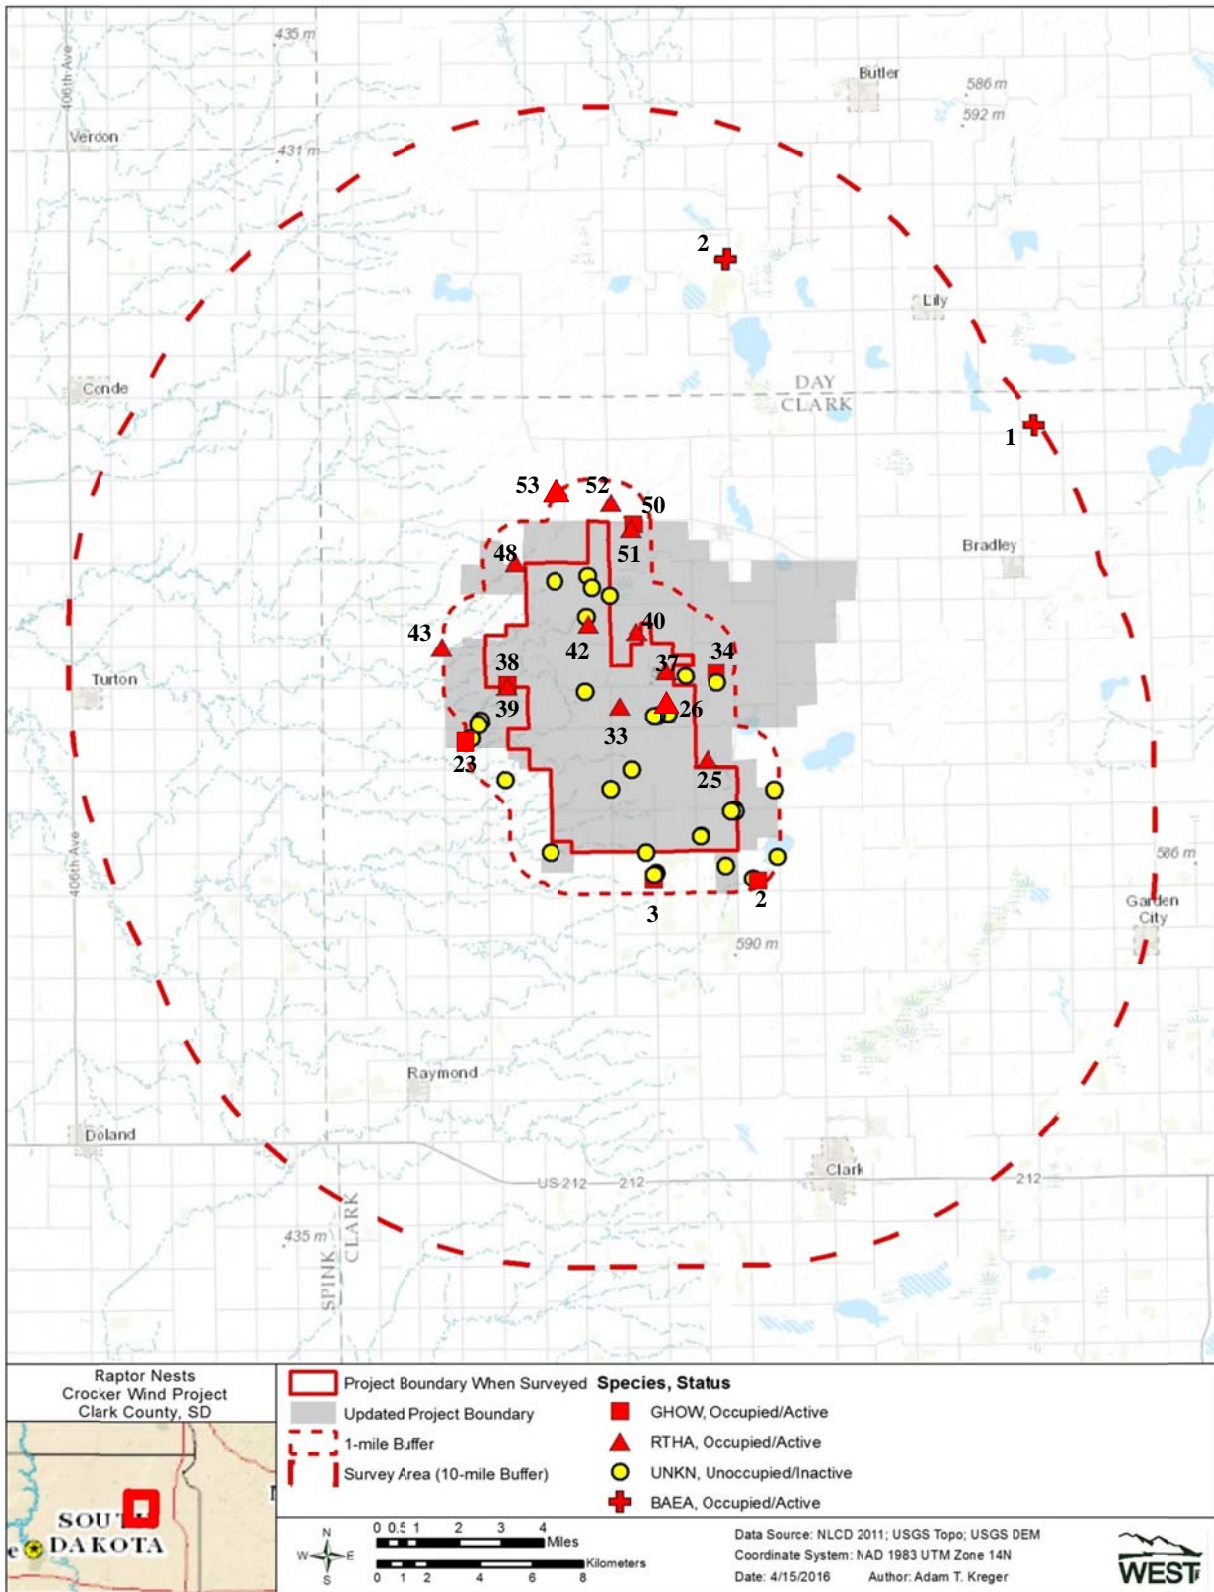 435 m
406th Ave
Butler
586 m
592 m
Verdon
431 m
2
Lily
Conde
DAY
CLARK
1
53
52
50
51
Bradley
48
43
40
42
34
38
37
Turton
39
26
33
23
25
406th Ave
586 m
2
3
Garden
City
590 m
Raymond
Doland
Clark
US 212
212
212
435 m
SPINK
CLARK
Raptor Nests
Crocker Wind Project
Clark County, SD
SOUTH
DAKOTA
e
Project Boundary When Surveyed
Updated Project Boundary
1-mile Buffer
Survey Area (10-mile Buffer)
Species, Status
GHOW, Occupied/Active
RTHA, Occupied/Active
UNKN, Unoccupied/Inactive
BAEA, Occupied/Active
N
W E
S
0 0.5 1 2 3 4
Miles
Kilometers
0 1 2 4 6 8
Data Source: NLCD 2011; USGS Topo; USGS DEM
Coordinate System: NAD 1983 UTM Zone 14N
Date: 4/15/2016 Author: Adam T. Kreger
WEST